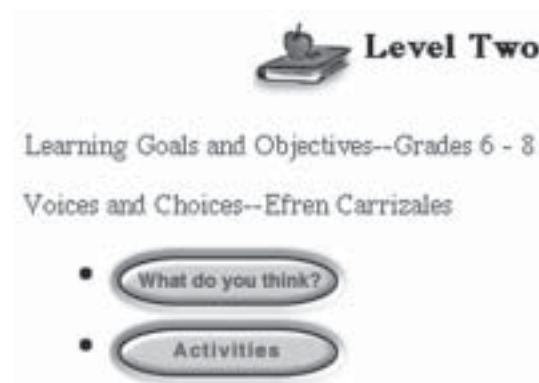 Level Two
Learning Goals and Objectives--Grades 6 - 8
Voices and Choices--Efren Carrizales
What do you think?
Activities